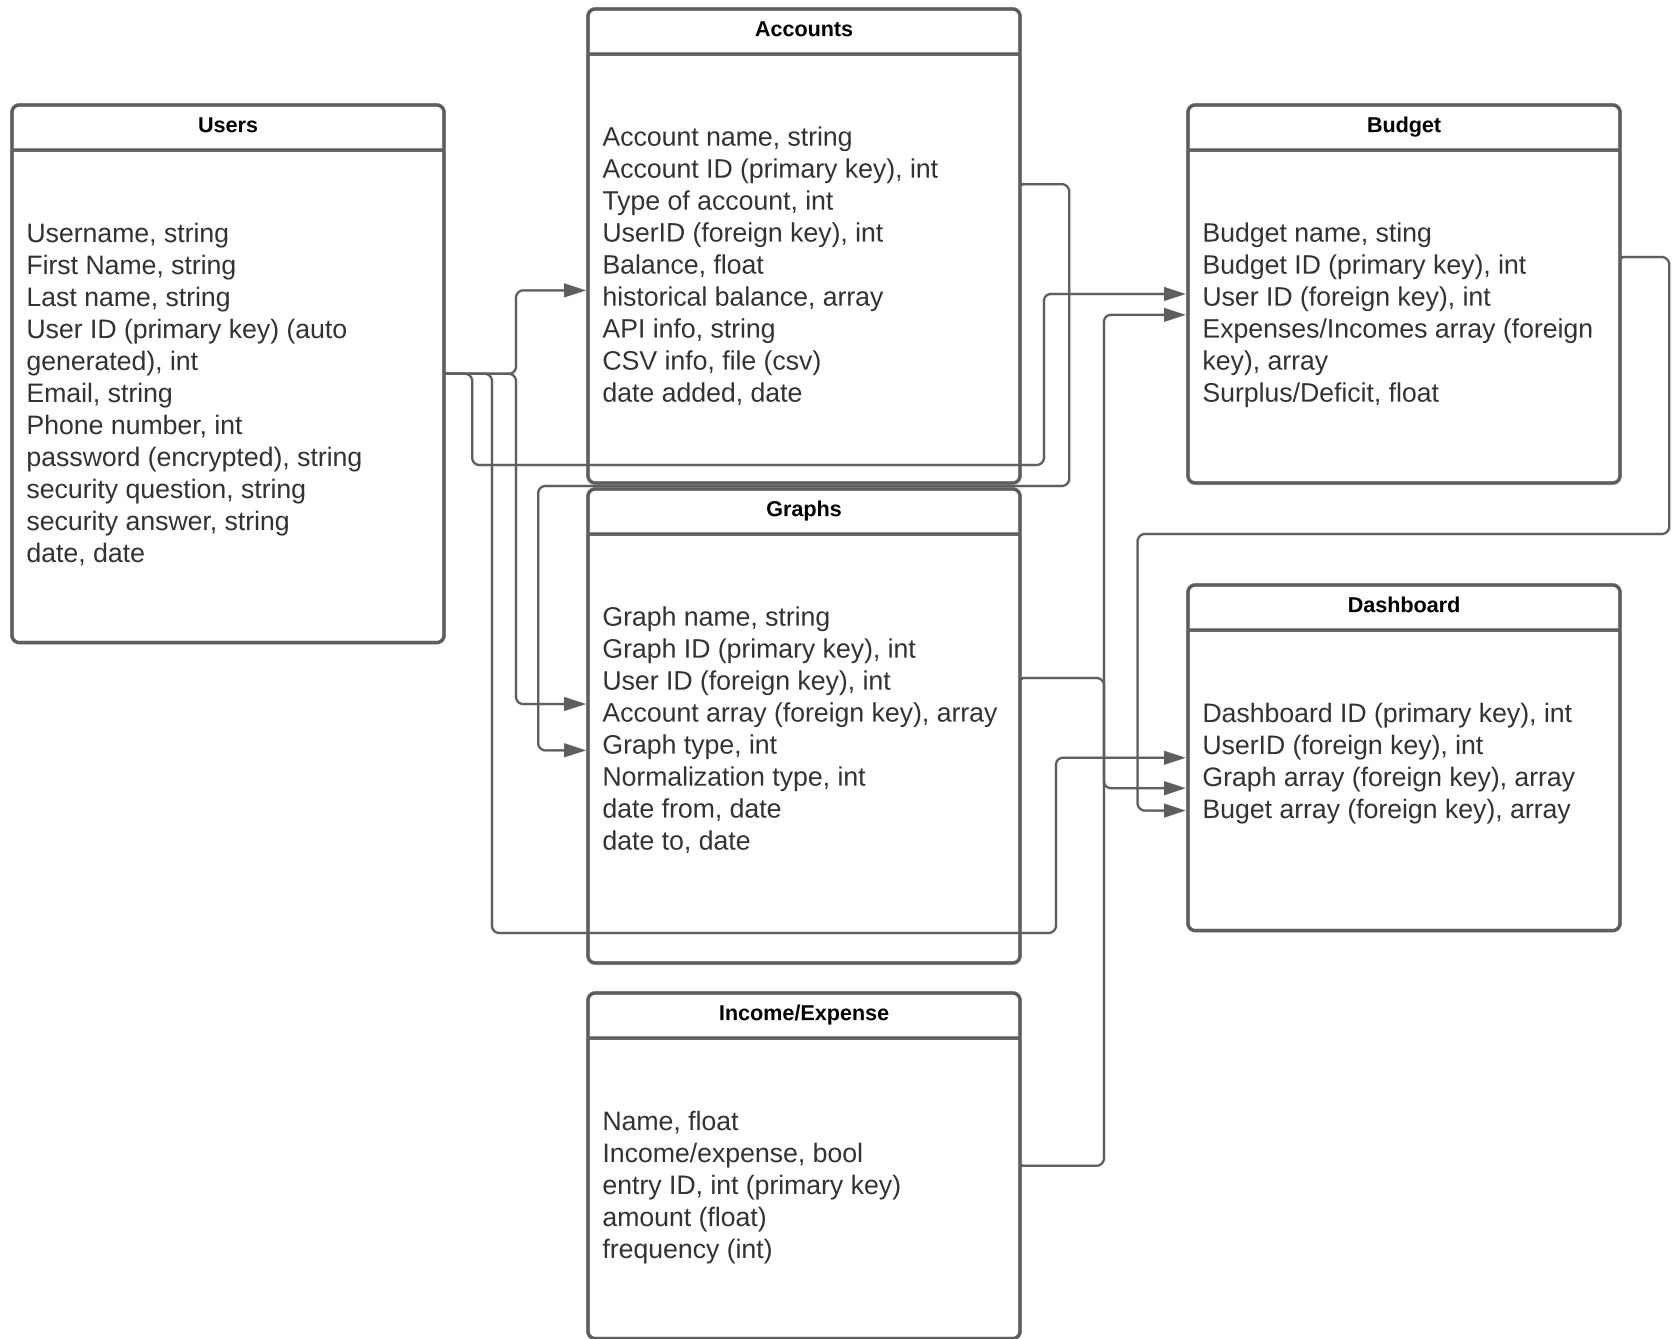 Users
Username, string
First Name, string
Last name, string
User ID (primary key) (auto
generated), int
Email, string
Phone number, int
password (encrypted), string
security question, string
security answer, string
date, date
Accounts
Account name, string
Account ID (primary key), int
Type of account, int
UserID (foreign key), int
Balance, float
historical balance, array
API info, string
CSV info, file (csv)
date added, date
Graphs
Graph name, string
Graph ID (primary key), int
User ID (foreign key), int
Account array (foreign key), array
Graph type, int
Normalization type, int
date from, date
date to, date
Income/Expense
Name, float
Income/expense, bool
entry ID, int (primary key)
amount (float)
frequency (int)
Budget
Budget name, sting
Budget ID (primary key), int
User ID (foreign key), int
Expenses/Incomes array (foreign
key), array
Surplus/Deficit, float
Dashboard
Dashboard ID (primary key), int
UserID (foreign key), int
Graph array (foreign key), array
Buget array (foreign key), array